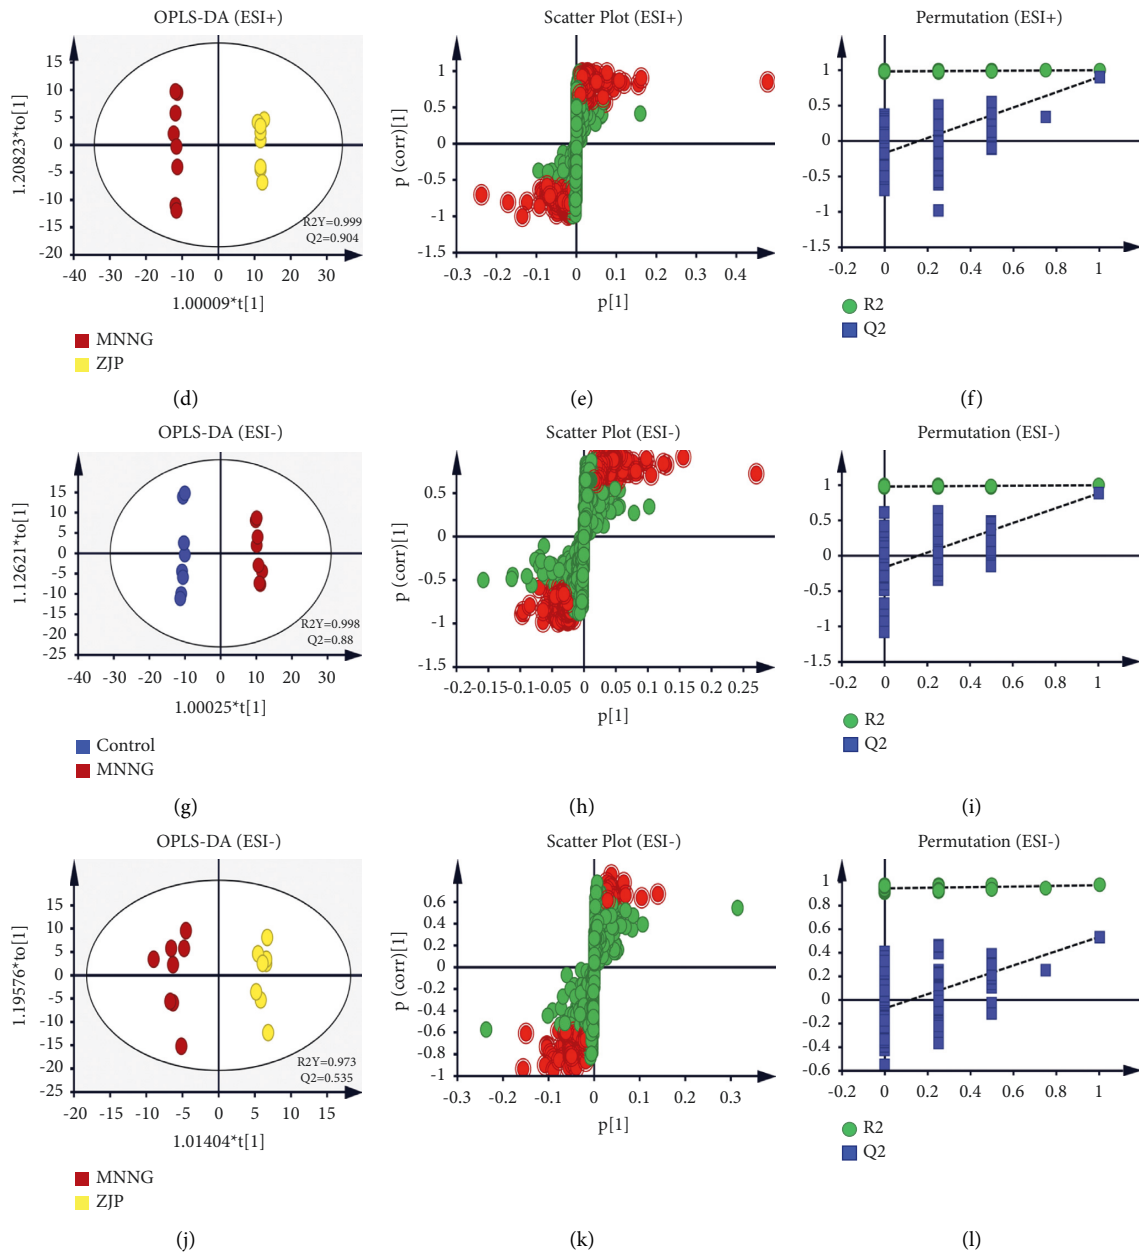 OPLS-DA (ESI+)
15
10
5
0
-5
-10
-15
-20
1.20823*to[1]
R2Y=0.999
Q2=0.904
-40 -30 -20 -10 0 10 20 30
1.00009*t[1]
MNNG
ZJP
(d)
Scatter Plot (ESI+)
1
0.5
0
-0.5
-1
-1.5
p (corr)[1]
-0.3 -0.1 0 0.1 0.2 0.4
p[1]
(e)
Permutation (ESI+)
1
0.5
0
-0.5
-1
-1.5
-0.2 0 0.2 0.4 0.6 0.8 1
R2
Q2
(f)
OPLS-DA (ESI-)
15
10
5
0
-5
-10
-15
-20
-25
1.12621*to[1]
R2Y=0.998
Q2=0.88
-30 -20 -10 0 10 20 30
1.00025*t[1]
Control
MNNG
(g)
Scatter Plot (ESI-)
0.5
0
-0.5
-1
-1.5
p (corr)[1]
-0.2 -0.15 -0.1 -0.05 0 0.05 0.15 0.2 0.25
p[1]
(h)
Permutation (ESI-)
1
0.5
0
-0.5
-1
-1.5
-0.2 0 0.2 0.4 0.6 0.8 1
R2
Q2
(i)
OPLS-DA (ESI-)
15
10
5
0
-5
-10
-15
-20
-25
1.19576*to[1]
R2Y=0.973
Q2=0.535
-20 -15 -10 -5 0 5 10 15
1.01404*t[1]
MNNG
ZJP
(j)
Scatter Plot (ESI-)
0.6
0.4
0.2
0
-0.2
-0.4
-0.6
-0.8
-1
p (corr)[1]
-0.3 -0.2 -0.1 0 0.1 0.2 0.3
p[1]
(k)
Permutation (ESI-)
1
0.8
0.6
0.4
0.2
0
-0.2
-0.4
-0.6
-0.2 0 0.2 0.4 0.6 0.8 1
R2
Q2
(l)